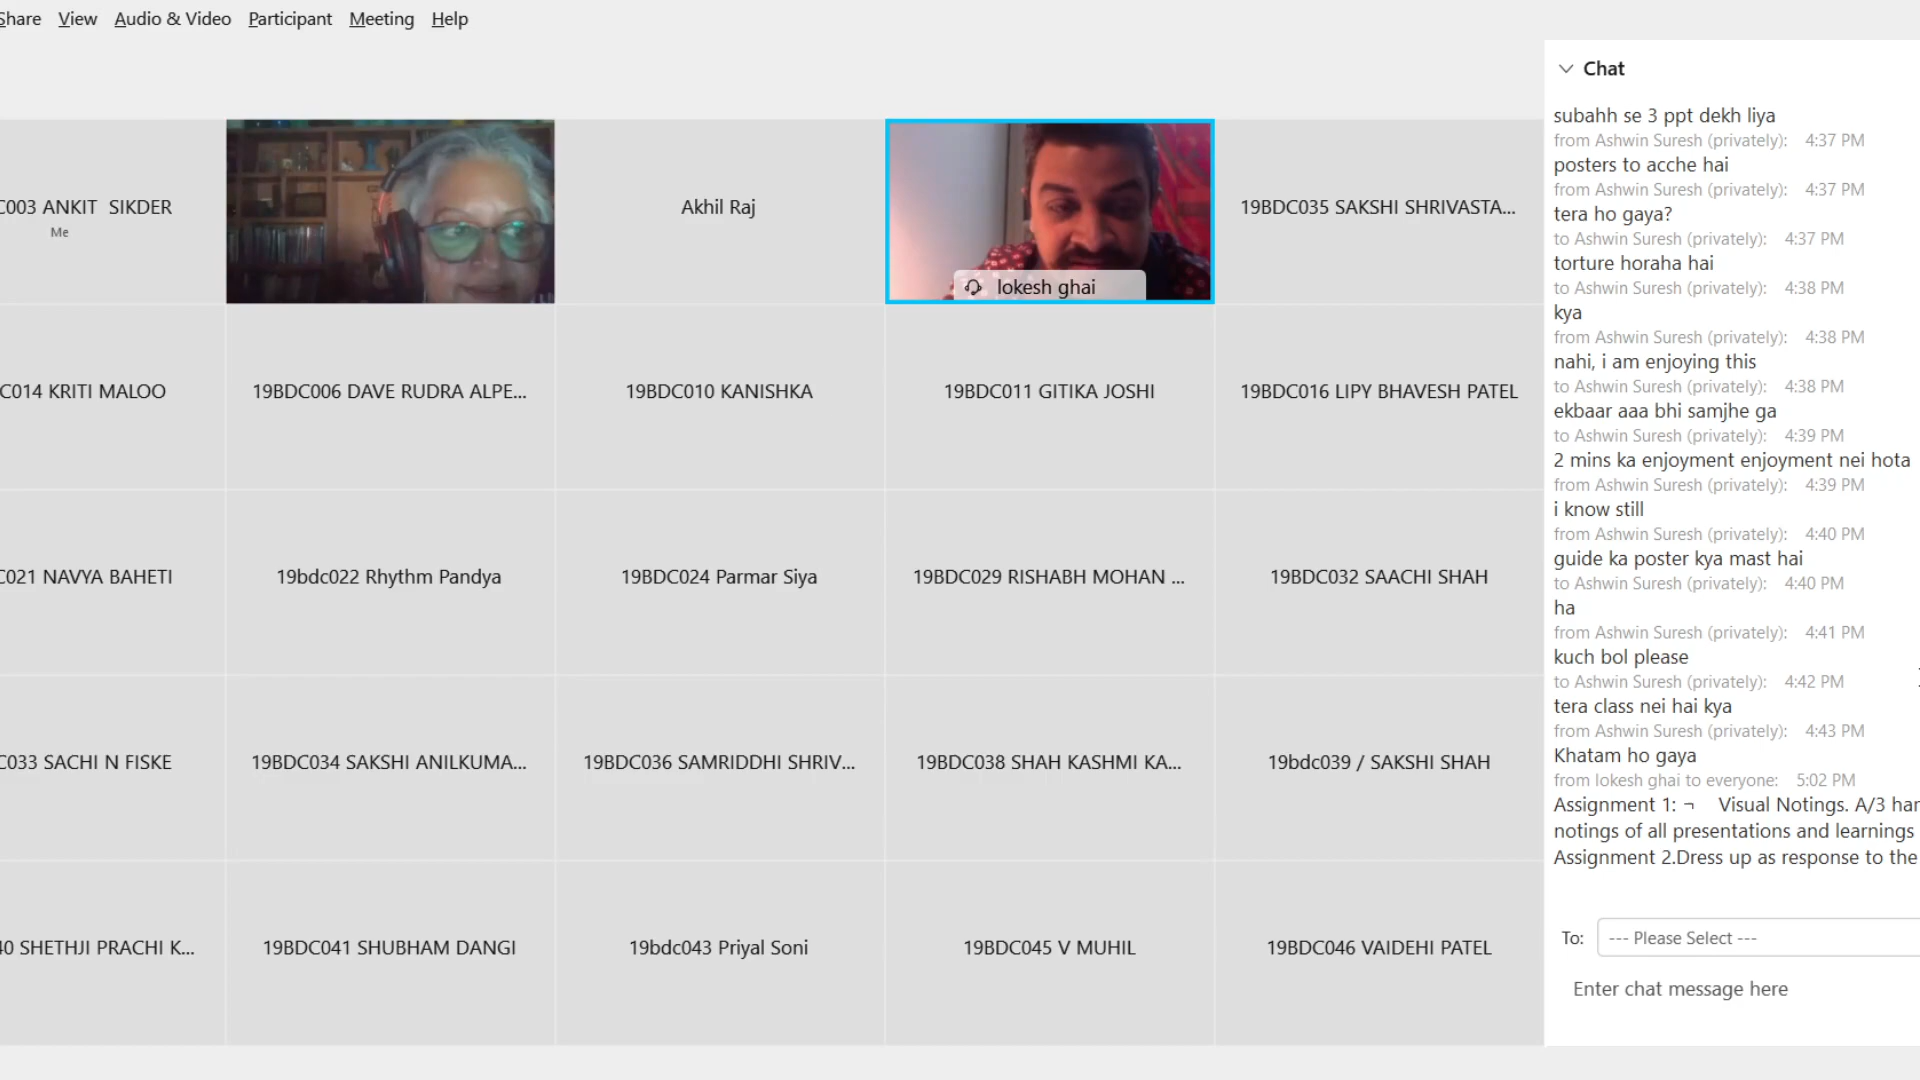 Share View Audio & Video Participant Meeting Help
Chat
C003 ANKIT SIKDER
Me
Akhil Raj
lokesh ghai
19BDC035 SAKSHI SHRIVASTA...
C014 KRITI MALOO
19BDC006 DAVE RUDRA ALPE...
19BDC010 KANISHKA
19BDC011 GITIKA JOSHI
19BDC016 LIPY BHAVESH PATEL
C021 NAVYA BAHETI
19bdc022 Rhythm Pandya
19BDC024 Parmar Siya
19BDC029 RISHABH MOHAN ...
19BDC032 SAACHI SHAH
C033 SACHI N FISKE
19BDC034 SAKSHI ANILKUMA...
19BDC036 SAMRIDDHI SHRIV...
19BDC038 SHAH KASHMI KA...
19bdc039 / SAKSHI SHAH
40 SHETHJI PRACHI K...
19BDC041 SHUBHAM DANGI
19bdc043 Priyal Soni
19BDC045 V MUHIL
19BDC046 VAIDEHI PATEL
subahh se 3 ppt dekh liya
from Ashwin Suresh (privately): 4:37 PM
posters to acche hai
from Ashwin Suresh (privately): 4:37 PM
tera ho gaya?
to Ashwin Suresh (privately): 4:37 PM
torture horaha hai
to Ashwin Suresh (privately): 4:38 PM
kya
from Ashwin Suresh (privately): 4:38 PM
nahi, i am enjoying this
to Ashwin Suresh (privately): 4:38 PM
ekbaar aaa bhi samjhe ga
to Ashwin Suresh (privately): 4:39 PM
2 mins ka enjoyment enjoyment nei hota
from Ashwin Suresh (privately): 4:39 PM
i know still
from Ashwin Suresh (privately): 4:40 PM
guide ka poster kya mast hai
to Ashwin Suresh (privately): 4:40 PM
ha
from Ashwin Suresh (privately): 4:41 PM
kuch bol please
to Ashwin Suresh (privately): 4:42 PM
tera class nei hai kya
from Ashwin Suresh (privately): 4:43 PM
Khatam ho gaya
from lokesh ghai to everyone: 5:02 PM
Assignment 1: ¬ Visual Notings. A/3 har
notings of all presentations and learnings
Assignment 2.Dress up as response to the
To: --- Please Select ---
Enter chat message here